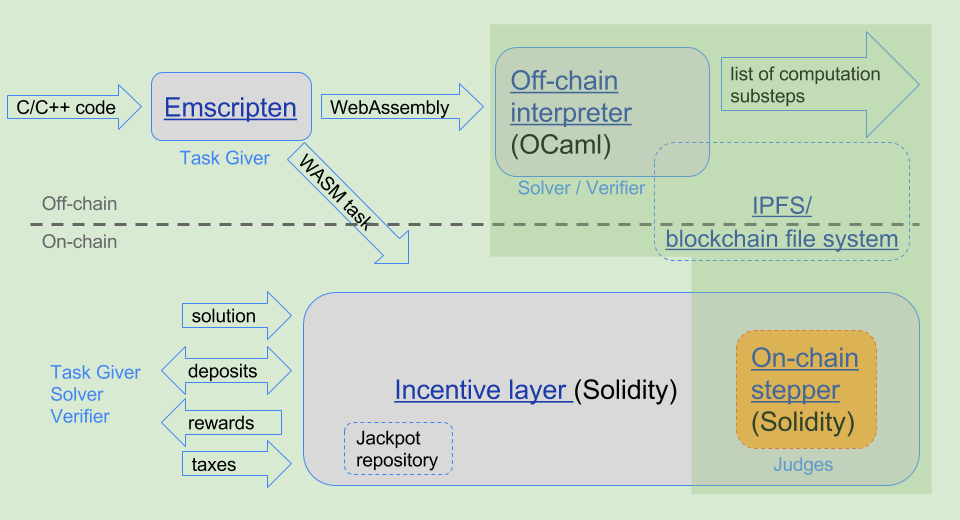 C/C++ code
Emscripten
Task Giver
WebAssembly
Off-chain
interpreter
(OCaml)
Solver / Verifier
list of computation
substeps
WASM task
IPFS/
blockchain file system
Off-chain
On-chain
solution
deposits
rewards
taxes
Task Giver
Solver
Verifier
Incentive layer (Solidity)
Jackpot
repository
On-chain
stepper
(Solidity)
Judges